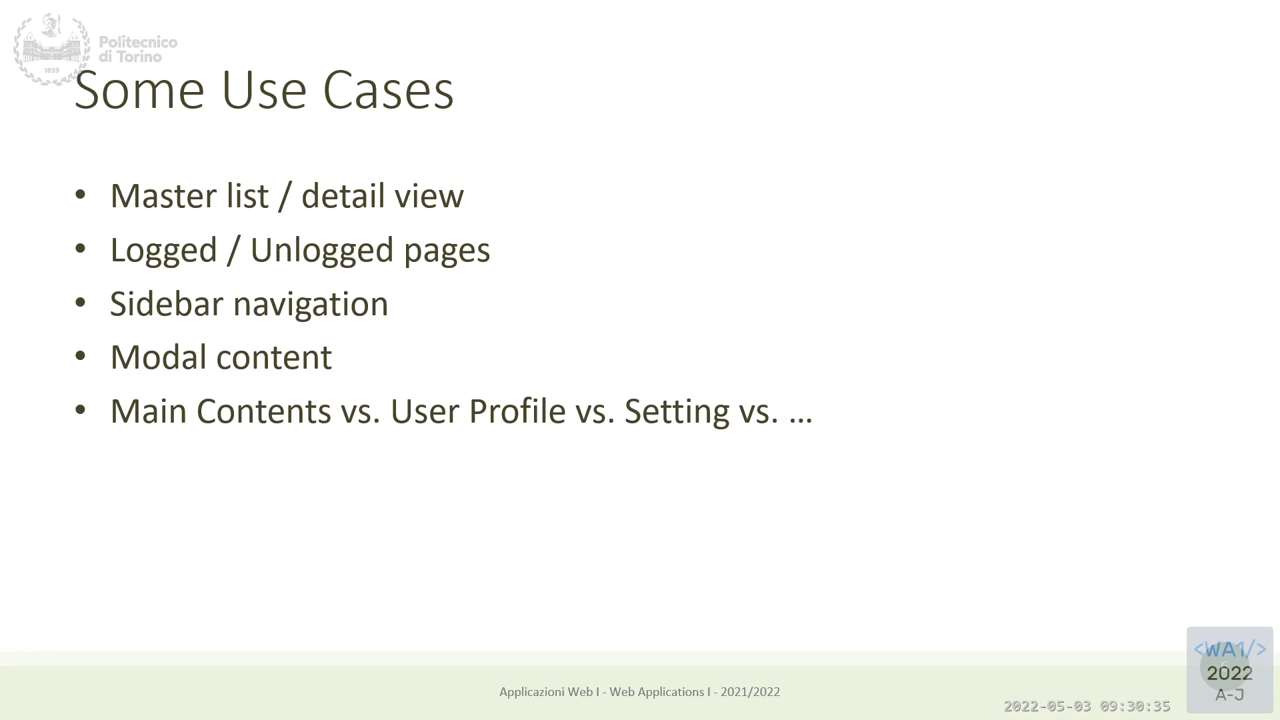 Politecnico
di Torino
1859
Some Use Cases
• Master list / detail view
• Logged / Unlogged pages
• Sidebar navigation
• Modal content
• Main Contents vs. User Profile vs. Setting vs. …
Applicazioni Web I - Web Applications I - 2021/2022
2022-05-03 09:30:35
<WA1/>
2022
A-J